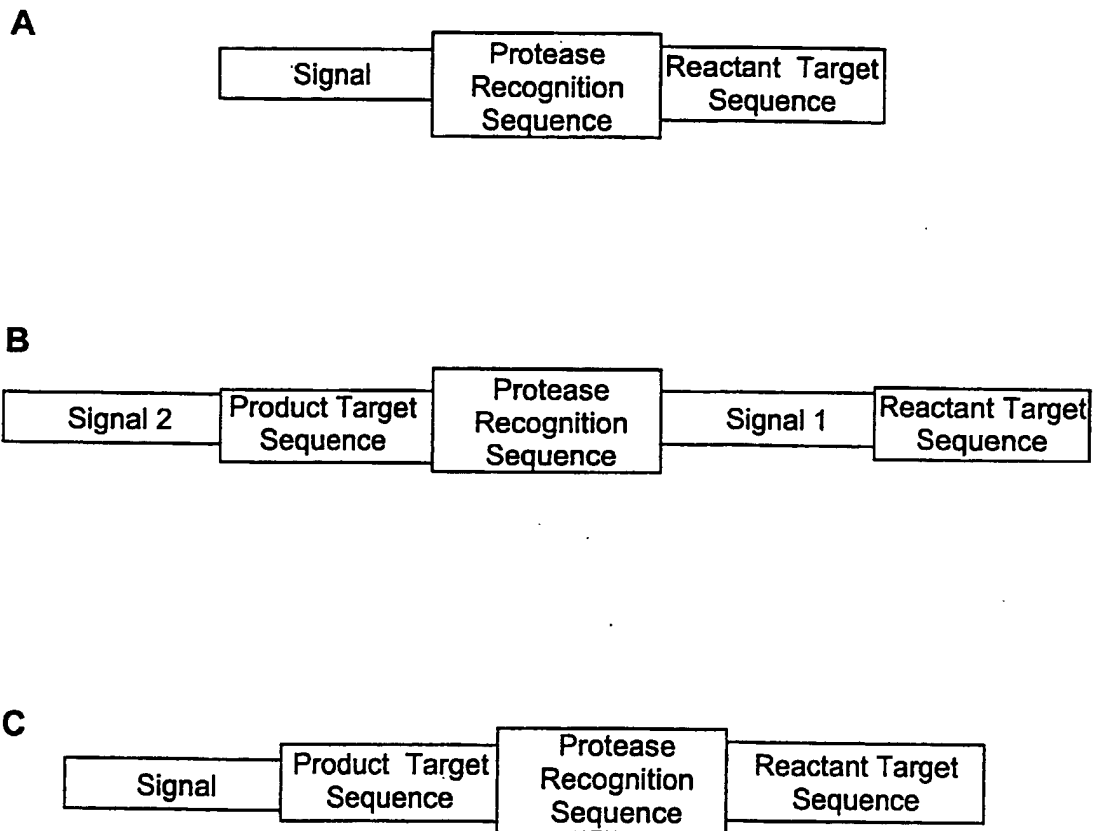 A
Signal
Protease
Recognition
Sequence
Reactant Target
Sequence
B
Signal 2
Product Target
Sequence
Protease
Recognition
Sequence
Signal 1
Reactant Target
Sequence
C
Signal
Product Target
Sequence
Protease
Recognition
Sequence
Reactant Target
Sequence